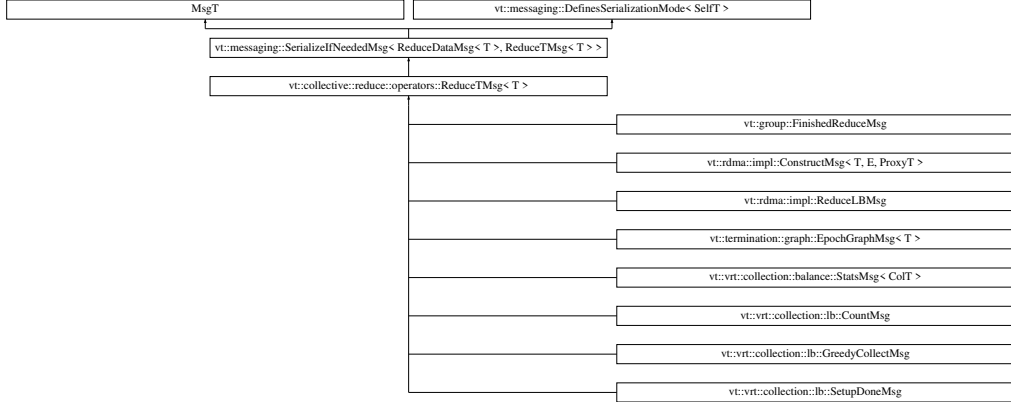 MsgT
vt::messaging::DefinesSerializationMode< SelfT >
vt::messaging::SerializeIfNeededMsg< ReduceDataMsg< T >, ReduceTMsg< T > >
vt::collective::reduce::operators::ReduceTMsg< T >
vt::group::FinishedReduceMsg
vt::rdma::impl::ConstructMsg< T, E, ProxyT >
vt::rdma::impl::ReduceLBMsg
vt::termination::graph::EpochGraphMsg< T >
vt::vrt::collection::balance::StatsMsg< ColT >
vt::vrt::collection::lb::CountMsg
vt::vrt::collection::lb::GreedyCollectMsg
vt::vrt::collection::lb::SetupDoneMsg